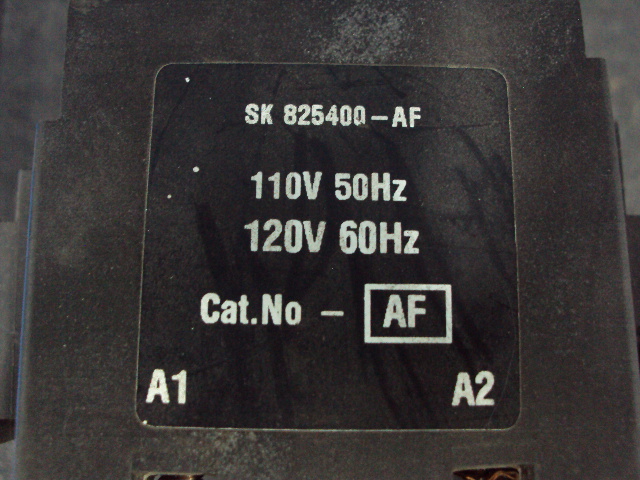 SK 825400-AF
110V 50Hz
120V 60Hz
Cat.No - AF
A1 A2